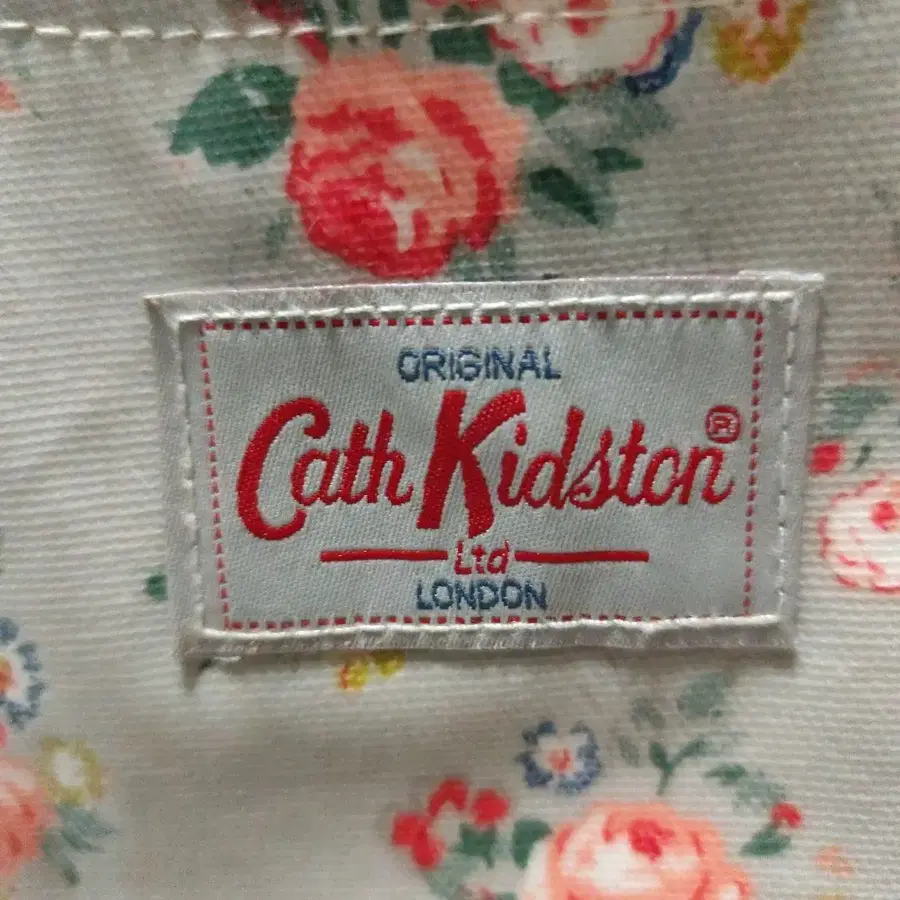 ORIGINAL
Cath Kidston®
Ltd
LONDON